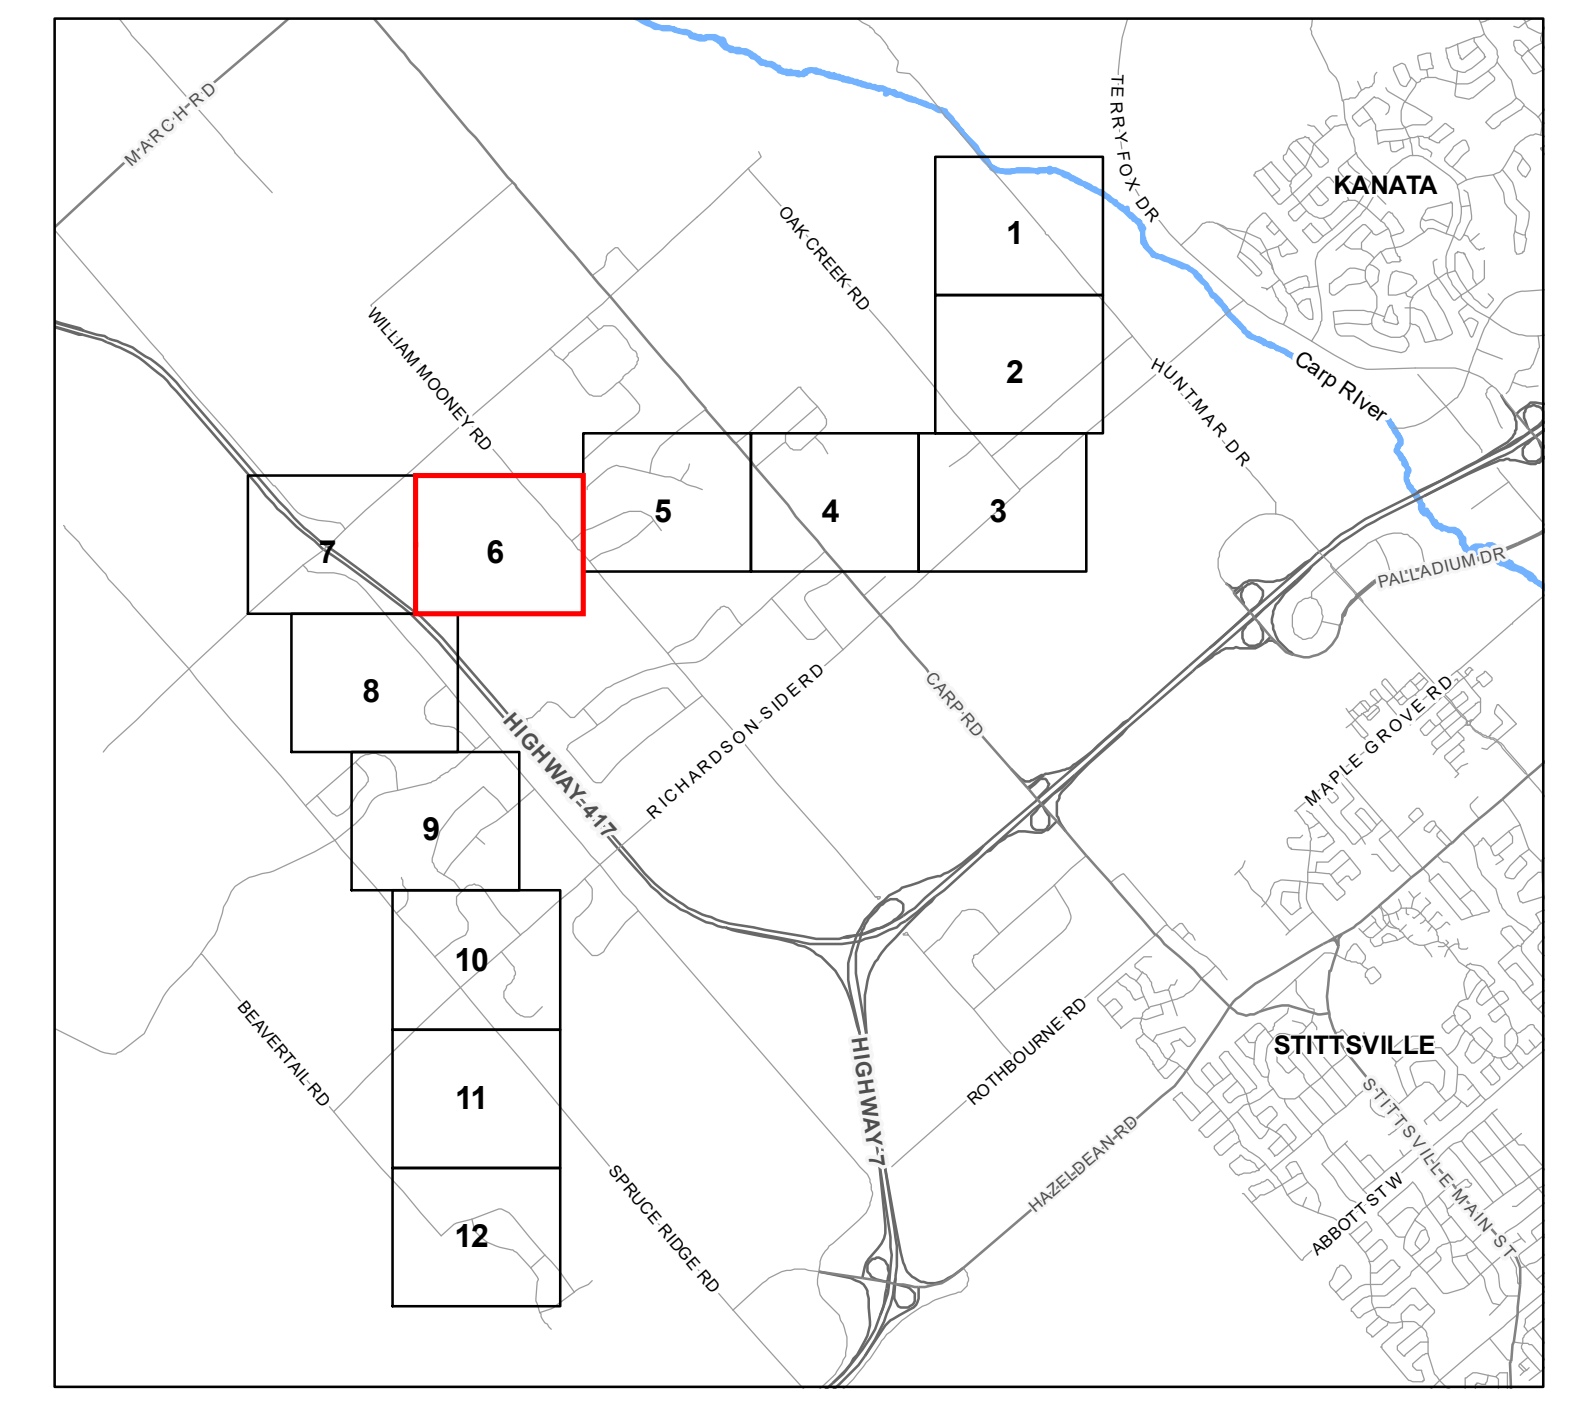 MARCH RD
TERRY FOX DR
KANATA
OAK CREEK RD
1
WILLIAM MOONEY RD
2
Carp RIver
HUNTMAR DR
5
4
3
7
6
PALLADIUM DR
8
CARP RD
RICHARDSON SIDE RD
MAPLE GROVE RD
HIGHWAY 417
9
10
BEAVERTAIL RD
STITTSVILLE
ROTHBOURNE RD
HIGHWAY 7
11
STITTSVILLE MAIN ST
HAZELDEAN RD
ABBOTT ST W
SPRUCE RIDGE RD
12